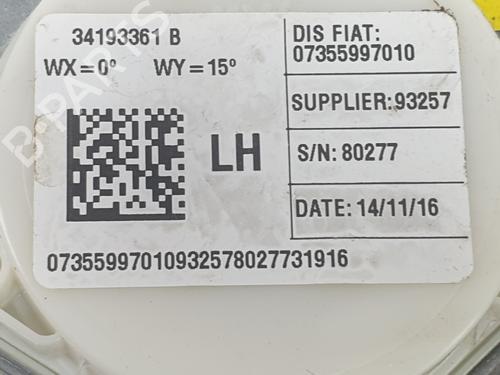 34193361 B
WX=0° WY=15°
LH
DIS FIAT:
07355997010
SUPPLIER:93257
S/N: 80277
DATE: 14/11/16
07355997010932578027731916